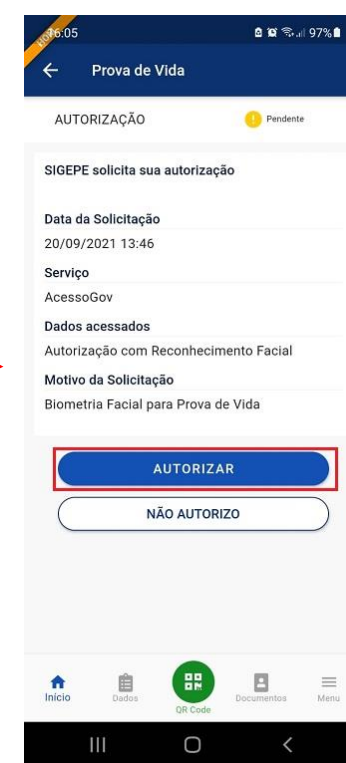 16:05 97%
Prova de Vida
AUTORIZAÇÃO Pendente
SIGEPE solicita sua autorização
Data da Solicitação
20/09/2021 13:46
Serviço
AcessoGov
Dados acessados
Autorização com Reconhecimento Facial
Motivo da Solicitação
Biometria Facial para Prova de Vida
AUTORIZAR
NÃO AUTORIZO
Início Dados QR Code Documentos Menu